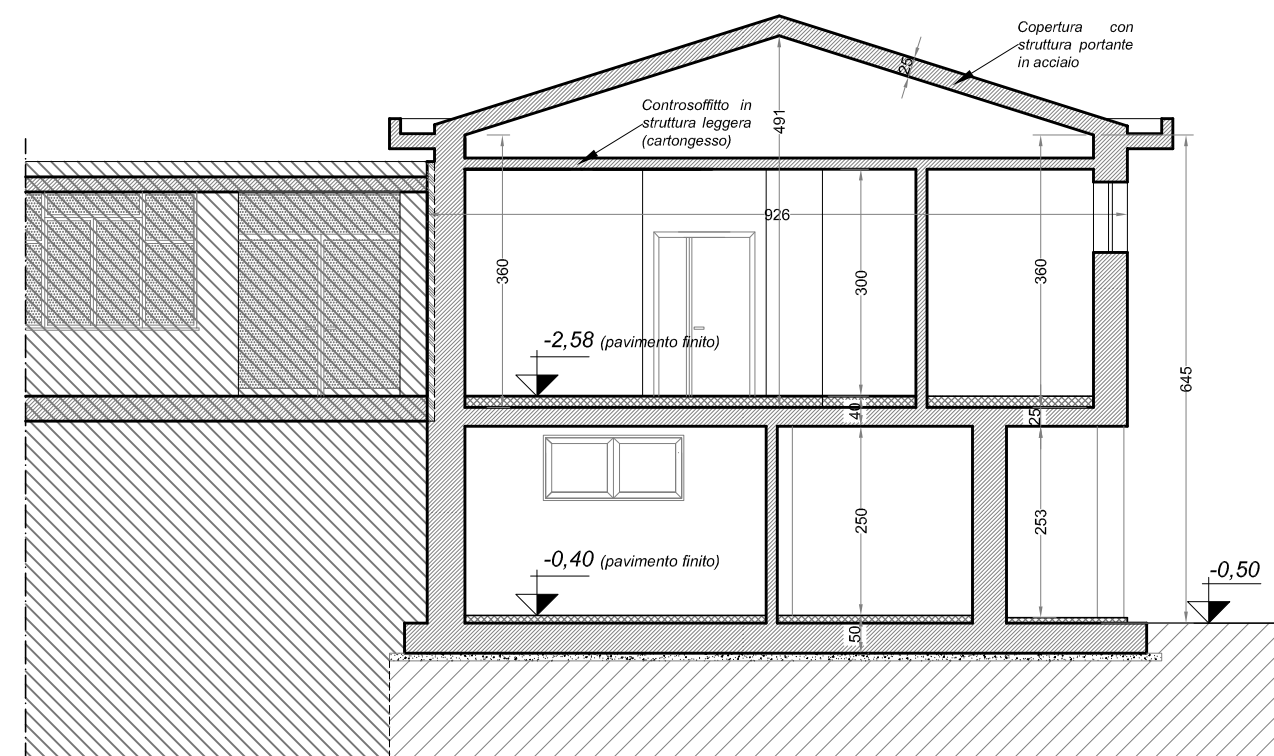 Copertura con
struttura portante
in acciaio
25
Controsoffitto in
struttura leggera
(cartongesso)
491
926
360
300
360
-2,58 (pavimento finito)
645
40
25
250
253
-0,40 (pavimento finito)
-0,50
50